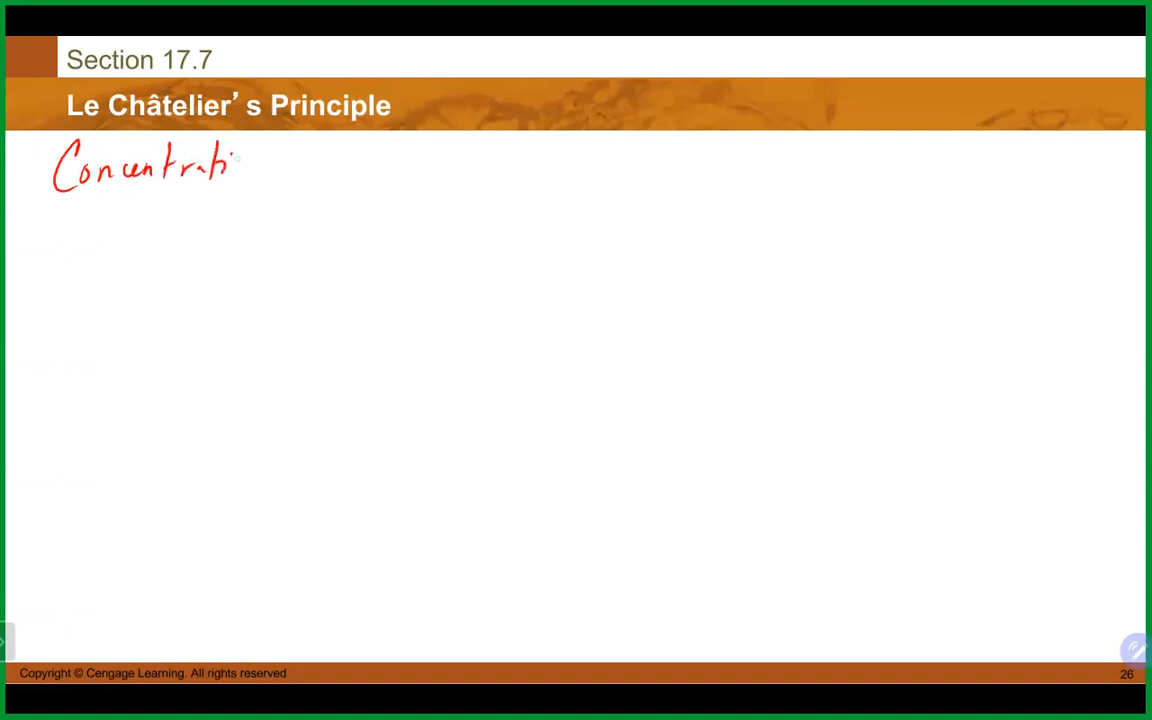 Section 17.7
Le Châtelier’s Principle
Concentrati
Copyright © Cengage Learning. All rights reserved
26